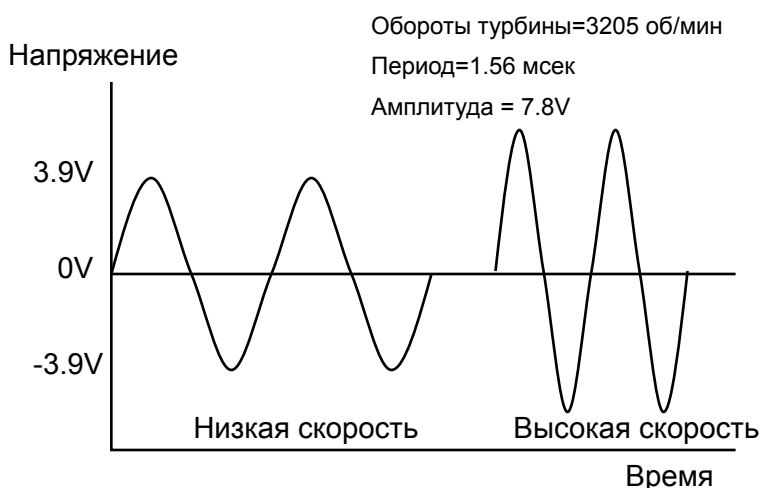 Обороты турбины=3205 об/мин
Напряжение
Период=1.56 мсек
Амплитуда = 7.8V
3.9V
0V
-3.9V
Низкая скорость
Высокая скорость
Время